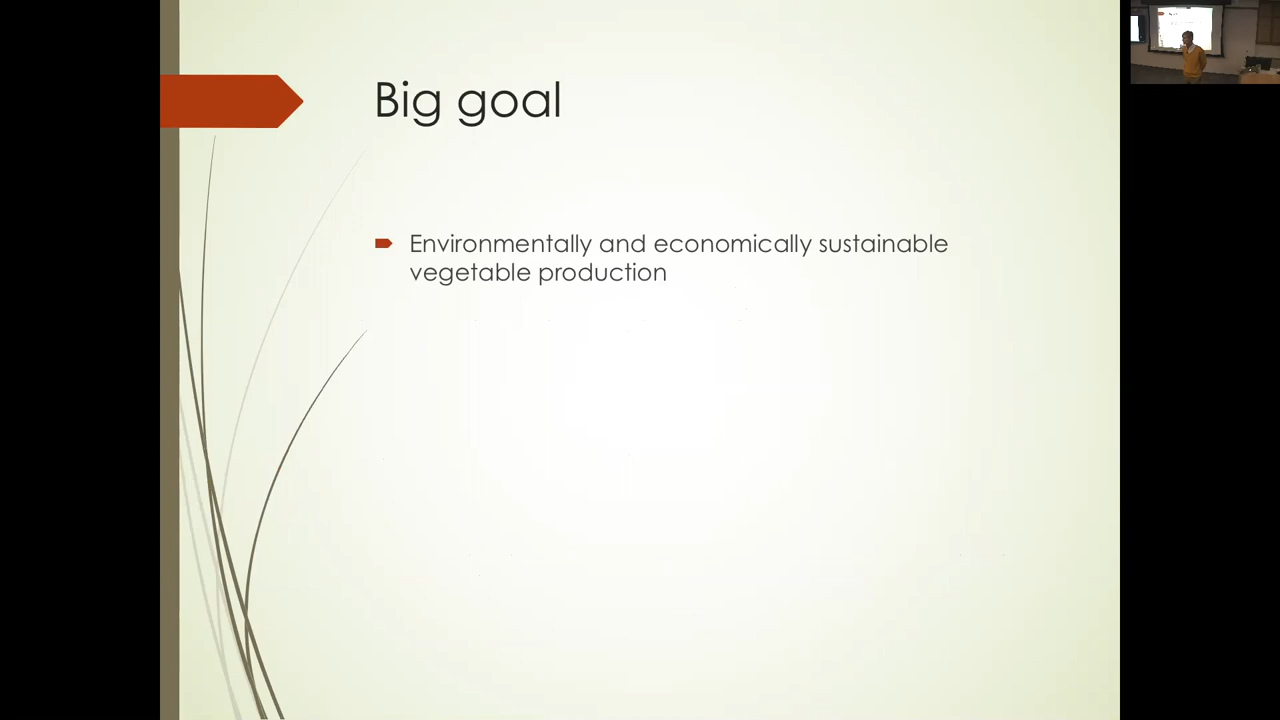 Big goal
Environmentally and economically sustainable
vegetable production